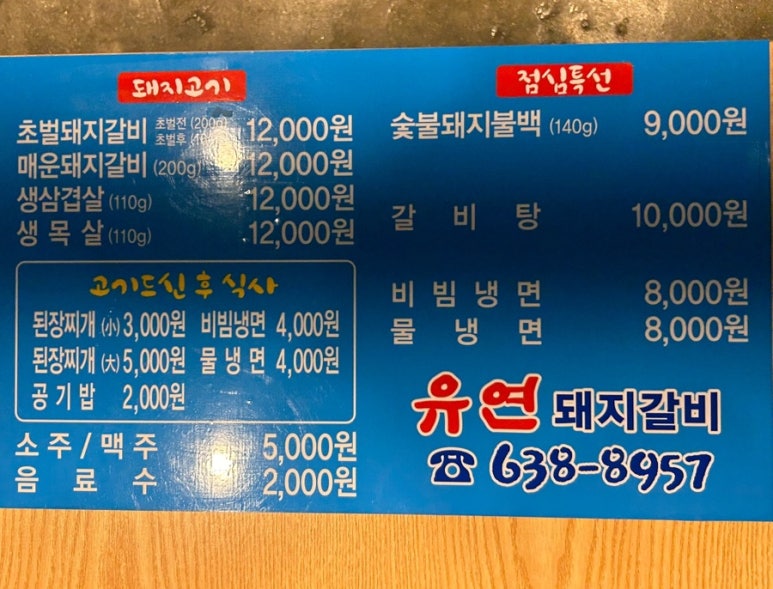 돼지고기
초벌돼지갈비 초벌전 (200g) 12,000원
초벌후
매운돼지갈비 (200g) 12,000원
생삼겹살 (110g) 12,000원
생목살 (110g) 12,000원
고기드신 후 식사
된장찌개 (小) 3,000원 비빔냉면 4,000원
된장찌개 (大) 5,000원 물냉면 4,000원
공기밥 2,000원
소주/맥주 5,000원
음료수 2,000원
점심특선
숯불돼지불백 (140g) 9,000원
갈비탕 10,000원
비빔냉면 8,000원
물냉면 8,000원
유연 돼지갈비
☎ 638-8957